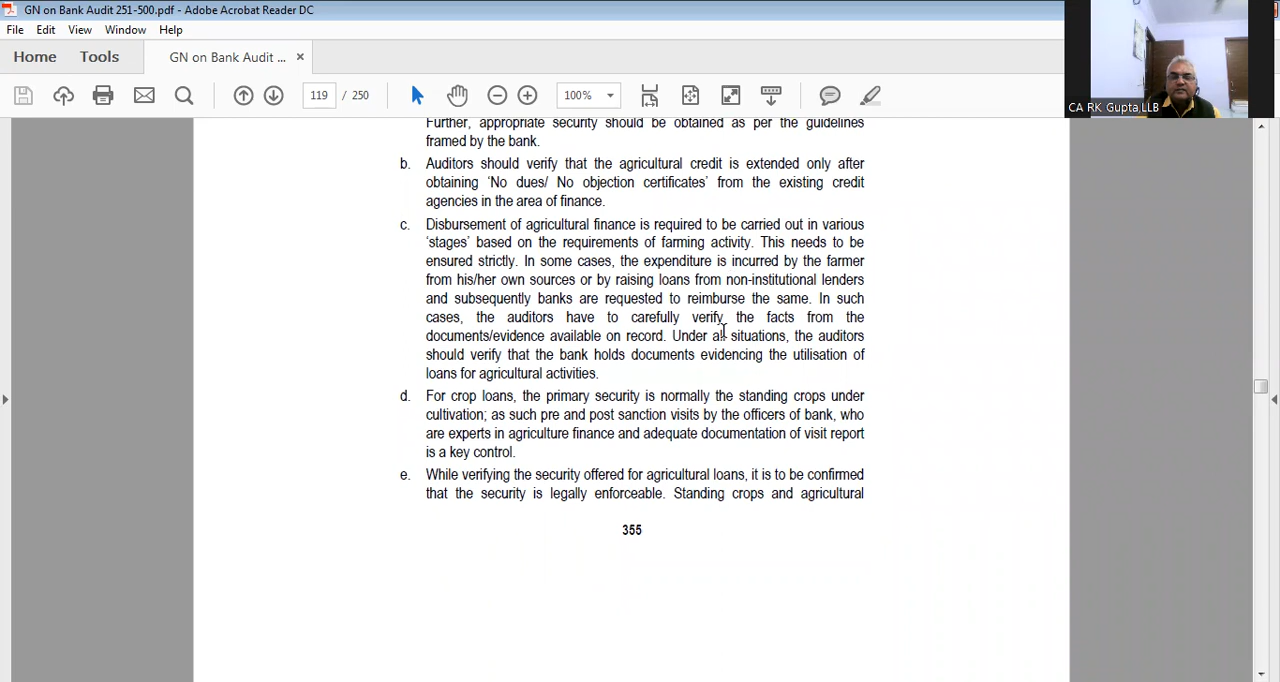 GN on Bank Audit 251-500.pdf - Adobe Acrobat Reader DC
File Edit View Window Help
Home Tools GN on Bank Audit ... ×
119 / 250 100%
CA RK Gupta,LLB
Further, appropriate security should be obtained as per the guidelines
framed by the bank.
b. Auditors should verify that the agricultural credit is extended only after
obtaining ‘No dues/ No objection certificates’ from the existing credit
agencies in the area of finance.
c. Disbursement of agricultural finance is required to be carried out in various
‘stages’ based on the requirements of farming activity. This needs to be
ensured strictly. In some cases, the expenditure is incurred by the farmer
from his/her own sources or by raising loans from non-institutional lenders
and subsequently banks are requested to reimburse the same. In such
cases, the auditors have to carefully verify the facts from the
documents/evidence available on record. Under all situations, the auditors
should verify that the bank holds documents evidencing the utilisation of
loans for agricultural activities.
d. For crop loans, the primary security is normally the standing crops under
cultivation; as such pre and post sanction visits by the officers of bank, who
are experts in agriculture finance and adequate documentation of visit report
is a key control.
e. While verifying the security offered for agricultural loans, it is to be confirmed
that the security is legally enforceable. Standing crops and agricultural
355